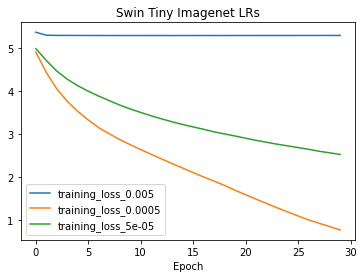 Swin Tiny Imagenet LRs
5
4
3
2
1
training_loss_0.005
training_loss_0.0005
training_loss_5e-05
0 5 10 15 20 25 30
Epoch